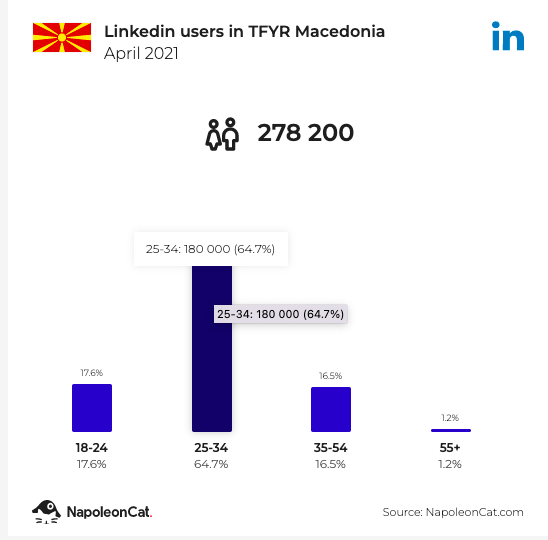 Linkedin users in TFYR Macedonia
April 2021
in
278 200
25-34: 180 000 (64.7%)
25-34: 180 000 (64.7%)
17.6%
16.5%
1.2%
18-24
25-34
35-54
55+
17.6%
64.7%
16.5%
1.2%
NapoleonCat.
Source: NapoleonCat.com